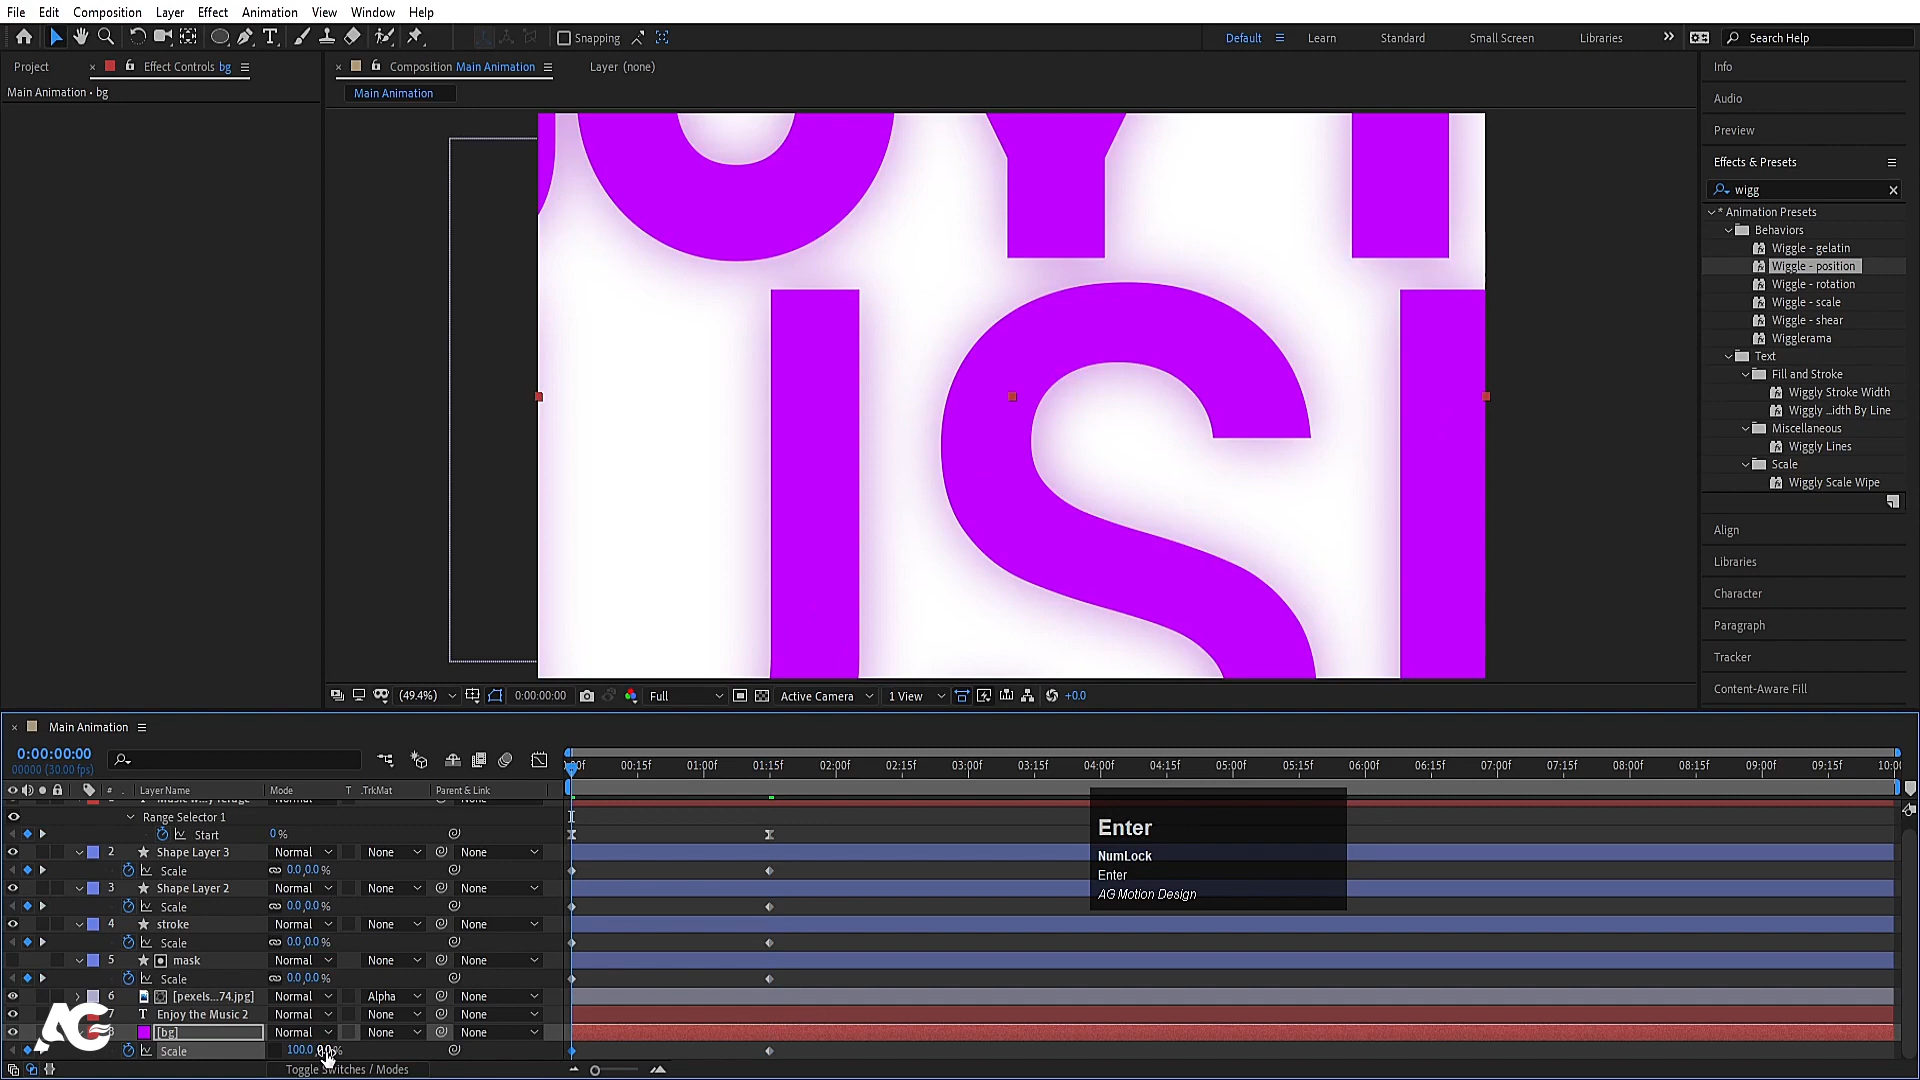 File Edit Composition Layer Effect Animation View Window Help
Snapping
Default Learn Standard Small Screen Libraries Search Help
Project Effect Controls bg
Composition Main Animation Layer (none)
Main Animation • bg
Main Animation
OYT
ISI
(49.4%) 0:00:00:00 Full Active Camera 1 View +0.0
Info
Audio
Preview
Effects & Presets
wigg
* Animation Presets
Behaviors
Wiggle - gelatin
Wiggle - position
Wiggle - rotation
Wiggle - scale
Wiggle - shear
Wigglerama
Text
Fill and Stroke
Wiggly Stroke Width
Wiggly ...idth By Line
Miscellaneous
Wiggly Lines
Scale
Wiggly Scale Wipe
Align
Libraries
Character
Paragraph
Tracker
Content-Aware Fill
Main Animation
0:00:00:00
00000 (30.00 fps)
00:15f 01:00f 01:15f 02:00f 02:15f 03:00f 03:15f 04:00f 04:15f 05:00f 05:15f 06:00f 06:15f 07:00f 07:15f 08:00f 08:15f 09:00f 09:15f 10:00
# Layer Name Mode T .TrkMat Parent & Link
Range Selector 1
Start 0 %
2 Shape Layer 3 Normal None None
Scale 0.0,0.0 %
3 Shape Layer 2 Normal None None
Scale 0.0,0.0 %
4 stroke Normal None None
Scale 0.0,0.0 %
5 mask Normal None None
Scale 0.0,0.0 %
6 [pexels...74.jpg] Normal Alpha None
7 Enjoy the Music 2 Normal None None
8 [bg] Normal None None
Scale 100.0
Toggle Switches / Modes
Enter
NumLock
Enter
AG Motion Design
AG